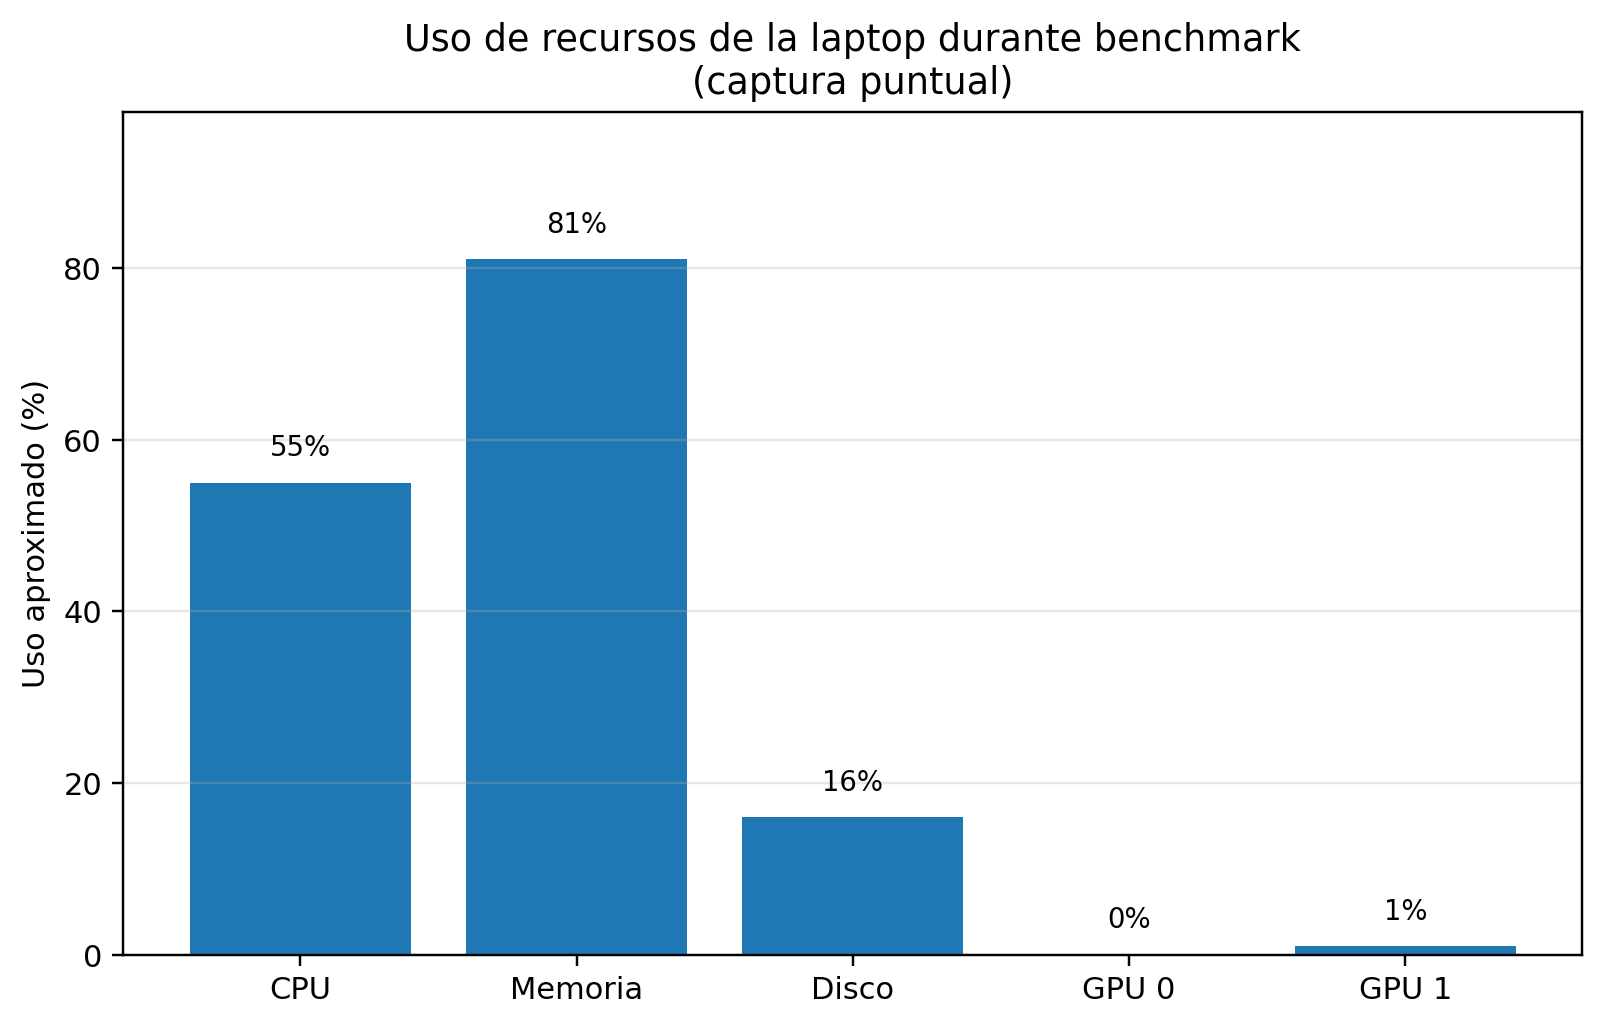 Uso de recursos de la laptop durante benchmark
(captura puntual)
Uso aproximado (%)
80
60
40
20
0
55%
81%
16%
0%
1%
CPU
Memoria
Disco
GPU 0
GPU 1